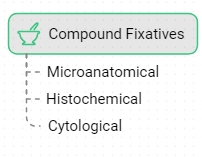 Compound Fixatives
Microanatomical
Histochemical
Cytological